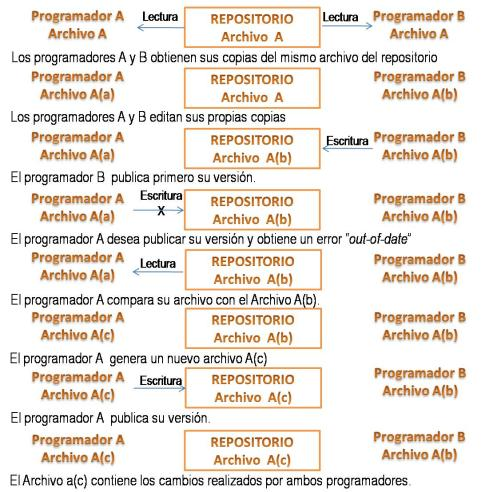 Programador A Lectura REPOSITORIO Lectura Programador B
Archivo A Archivo A Archivo A
Los programadores A y B obtienen sus copias del mismo archivo del repositorio
Programador A REPOSITORIO Programador B
Archivo A(a) Archivo A Archivo A(b)
Los programadores A y B editan sus propias copias
Programador A REPOSITORIO Escritura Programador B
Archivo A(a) Archivo A(b) Archivo A(b)
El programador B publica primero su versión.
Programador A Escritura REPOSITORIO Programador B
Archivo A(a) X Archivo A(b) Archivo A(b)
El programador A desea publicar su versión y obtiene un error "out-of-date"
Programador A Lectura REPOSITORIO Programador B
Archivo A(a) Archivo A(b) Archivo A(b)
El programador A compara su archivo con el Archivo A(b).
Programador A REPOSITORIO Programador B
Archivo A(c) Archivo A(b) Archivo A(b)
El programador A genera un nuevo archivo A(c)
Programador A Escritura REPOSITORIO Programador B
Archivo A(c) Archivo A(c) Archivo A(b)
El programador A publica su versión.
Programador A REPOSITORIO Programador B
Archivo A(c) Archivo A(c) Archivo A(b)
El Archivo a(c) contiene los cambios realizados por ambos programadores.